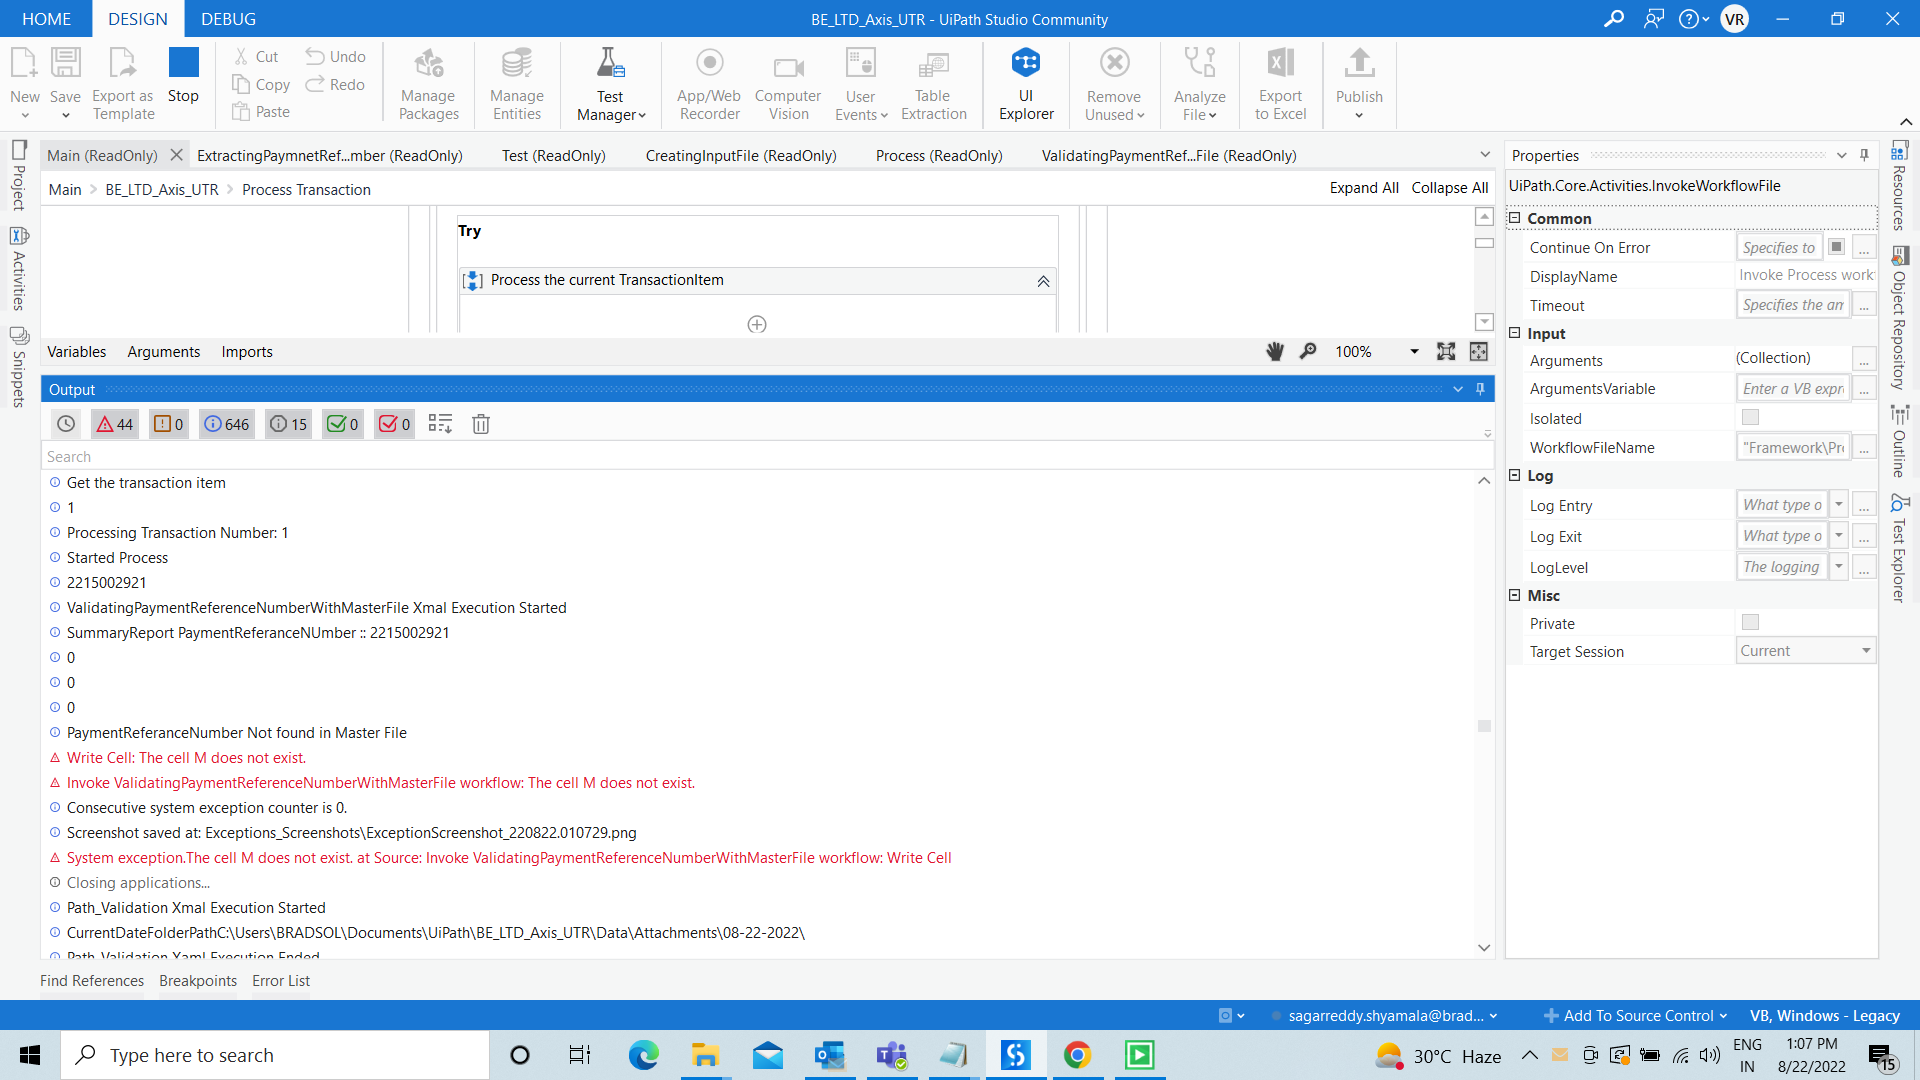 HOME DESIGN DEBUG BE_LTD_Axis_UTR - UiPath Studio Community VR
New Save Export as Template Stop Cut Copy Paste Undo Redo Manage Packages Manage Entities Test Manager App/Web Recorder Computer Vision User Events Table Extraction UI Explorer Remove Unused Analyze File Export to Excel Publish
Project
Activities
Snippets
Main (ReadOnly) ExtractingPaymnetRef...mber (ReadOnly) Test (ReadOnly) CreatingInputFile (ReadOnly) Process (ReadOnly) ValidatingPaymentRef...File (ReadOnly)
Main BE_LTD_Axis_UTR Process Transaction Expand All Collapse All
Try
Process the current TransactionItem
Variables Arguments Imports 100%
Output
44 0 646 15 0 0
Search
Get the transaction item
1
Processing Transaction Number: 1
Started Process
2215002921
ValidatingPaymentReferenceNumberWithMasterFile Xmal Execution Started
SummaryReport PaymentReferanceNUmber :: 2215002921
0
0
0
PaymentReferanceNumber Not found in Master File
Write Cell: The cell M does not exist.
Invoke ValidatingPaymentReferenceNumberWithMasterFile workflow: The cell M does not exist.
Consecutive system exception counter is 0.
Screenshot saved at: Exceptions_Screenshots\ExceptionScreenshot_220822.010729.png
System exception.The cell M does not exist. at Source: Invoke ValidatingPaymentReferenceNumberWithMasterFile workflow: Write Cell
Closing applications...
Path_Validation Xmal Execution Started
CurrentDateFolderPathC:\Users\BRADSOL\Documents\UiPath\BE_LTD_Axis_UTR\Data\Attachments\08-22-2022\
Path_Validation Xaml Execution Ended
Find References Breakpoints Error List
Properties
UiPath.Core.Activities.InvokeWorkflowFile
Common
Continue On Error Specifies to ...
DisplayName Invoke Process work
Timeout Specifies the am ...
Input
Arguments (Collection) ...
ArgumentsVariable Enter a VB expr ...
Isolated
WorkflowFileName "Framework\Pro ...
Log
Log Entry What type o ...
Log Exit What type o ...
LogLevel The logging ...
Misc
Private
Target Session Current
Resources
Object Repository
Outline
Test Explorer
sagarreddy.shyamala@brad... Add To Source Control VB, Windows - Legacy
Type here to search 30°C Haze ENG IN 1:07 PM 8/22/2022 15